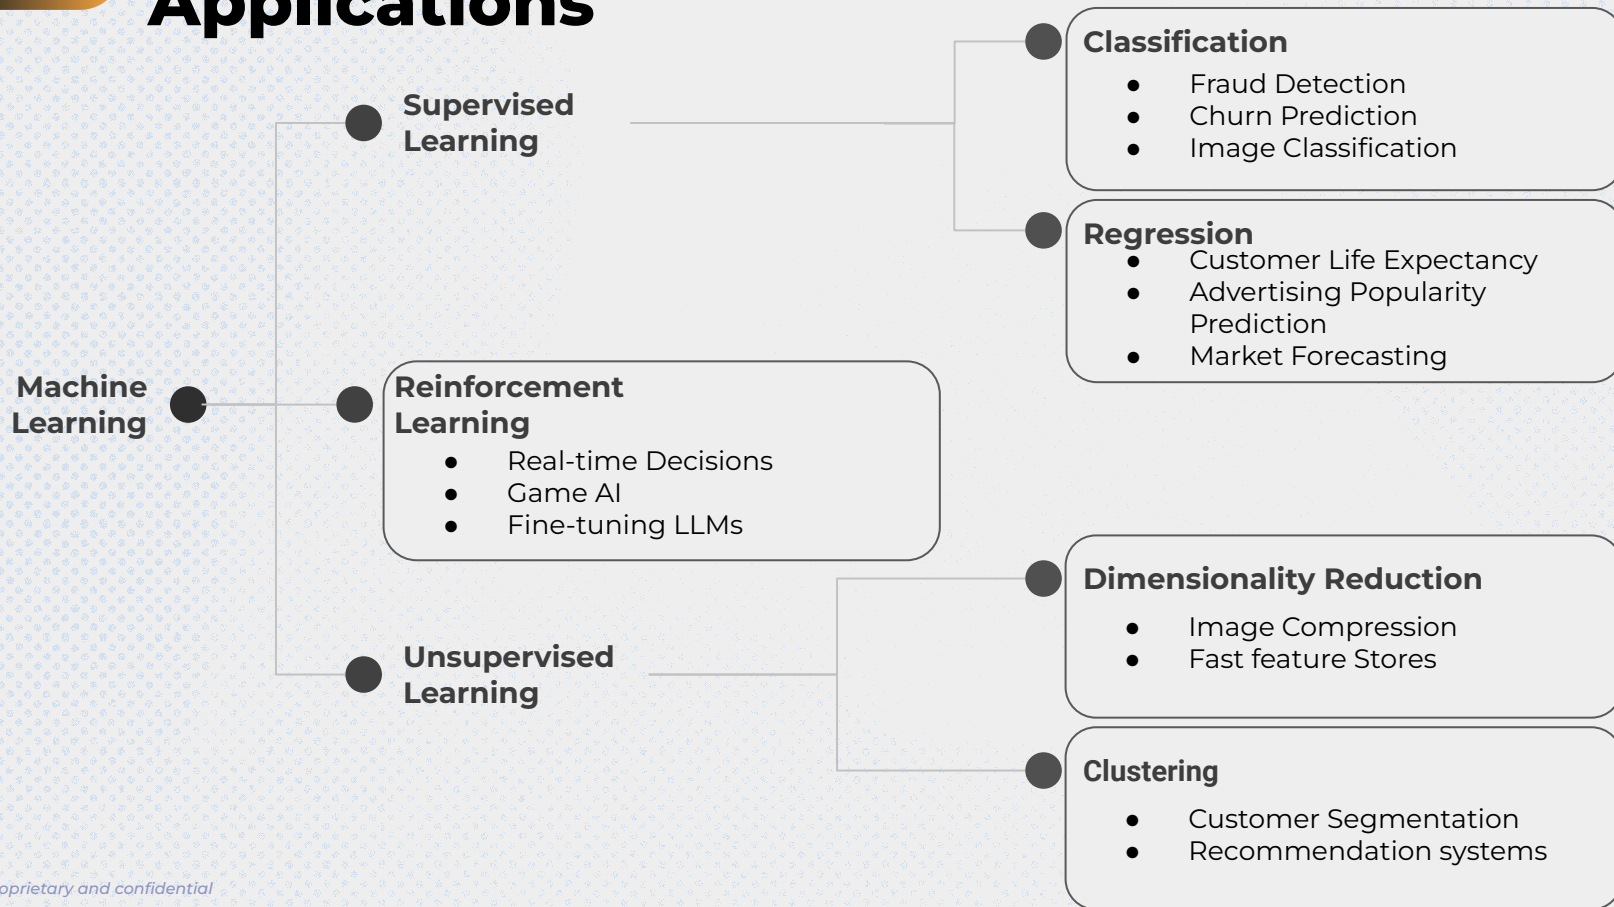 Applications
Supervised
Learning
Classification
● Fraud Detection
● Churn Prediction
● Image Classification
Regression
● Customer Life Expectancy
● Advertising Popularity
Prediction
● Market Forecasting
Machine
Learning
Reinforcement
Learning
● Real-time Decisions
● Game AI
● Fine-tuning LLMs
Unsupervised
Learning
Dimensionality Reduction
● Image Compression
● Fast feature Stores
Clustering
● Customer Segmentation
● Recommendation systems
oprietary and confidential